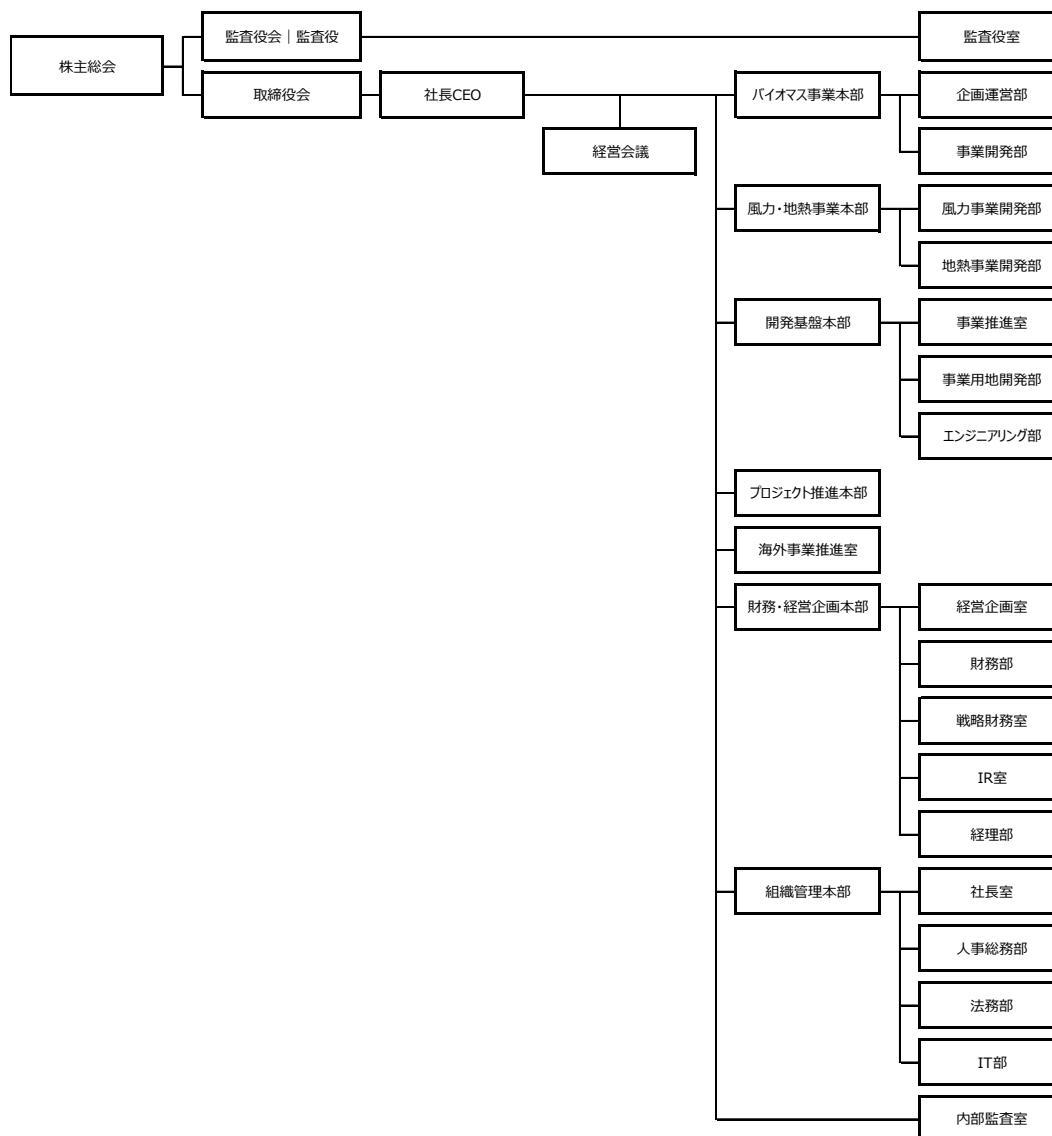 監査役会｜監査役
監査役室
株主総会
取締役会
社長CEO
バイオマス事業本部
企画運営部
経営会議
事業開発部
風力・地熱事業本部
風力事業開発部
地熱事業開発部
開発基盤本部
事業推進室
事業用地開発部
エンジニアリング部
プロジェクト推進本部
海外事業推進室
財務・経営企画本部
経営企画室
財務部
戦略財務室
IR室
経理部
組織管理本部
社長室
人事総務部
法務部
IT部
内部監査室